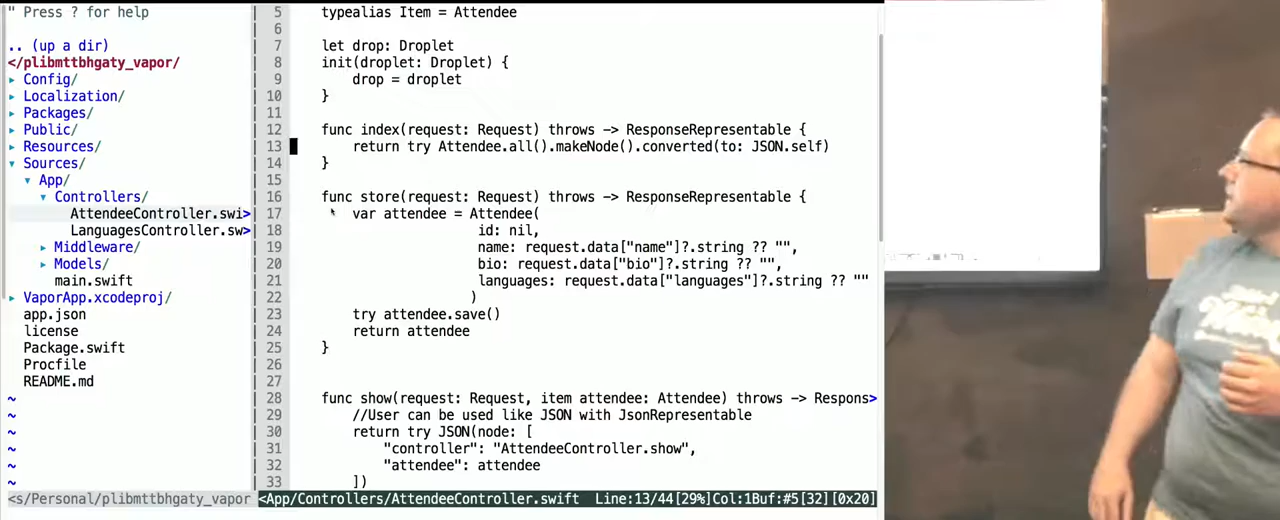 " Press ? for help
.. (up a dir)
</plibmttbhgaty_vapor/
▸ Config/
▸ Localization/
▸ Packages/
▸ Public/
▸ Resources/
▾ Sources/
▾ App/
▾ Controllers/
AttendeeController.swi>
LanguagesController.sw>
▸ Middleware/
▸ Models/
main.swift
▸ VaporApp.xcodeproj/
app.json
license
Package.swift
Procfile
README.md
~
~
~
~
~
~
<s/Personal/plibmttbhgaty_vapor
5 typealias Item = Attendee
6
7 let drop: Droplet
8 init(droplet: Droplet) {
9 drop = droplet
10 }
11
12 func index(request: Request) throws -> ResponseRepresentable {
13 return try Attendee.all().makeNode().converted(to: JSON.self)
14 }
15
16 func store(request: Request) throws -> ResponseRepresentable {
17 var attendee = Attendee(
18 id: nil,
19 name: request.data["name"]?.string ?? "",
20 bio: request.data["bio"]?.string ?? "",
21 languages: request.data["languages"]?.string ?? ""
22 )
23 try attendee.save()
24 return attendee
25 }
26
27
28 func show(request: Request, item attendee: Attendee) throws -> Respons>
29 //User can be used like JSON with JsonRepresentable
30 return try JSON(node: [
31 "controller": "AttendeeController.show",
32 "attendee": attendee
33 ])
<App/Controllers/AttendeeController.swift Line:13/44[29%]Col:1Buf:#5[32][0x20]